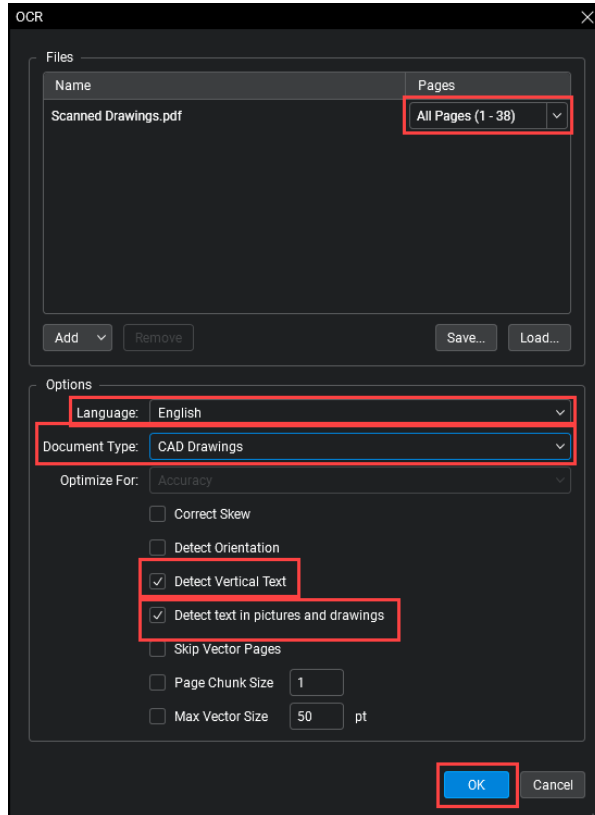 OCR
Files
Name Pages
Scanned Drawings.pdf All Pages (1 - 38)
Add Remove Save... Load...
Options
Language: English
Document Type: CAD Drawings
Optimize For: Accuracy
Correct Skew
Detect Orientation
Detect Vertical Text
Detect text in pictures and drawings
Skip Vector Pages
Page Chunk Size 1
Max Vector Size 50 pt
OK Cancel